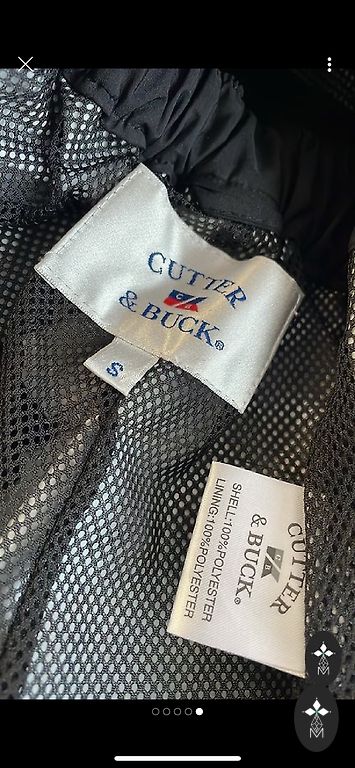 CUTTER
& BUCK®
S
CUTTER
& BUCK®
SHELL:100%POLYESTER
LINING:100%POLYESTER